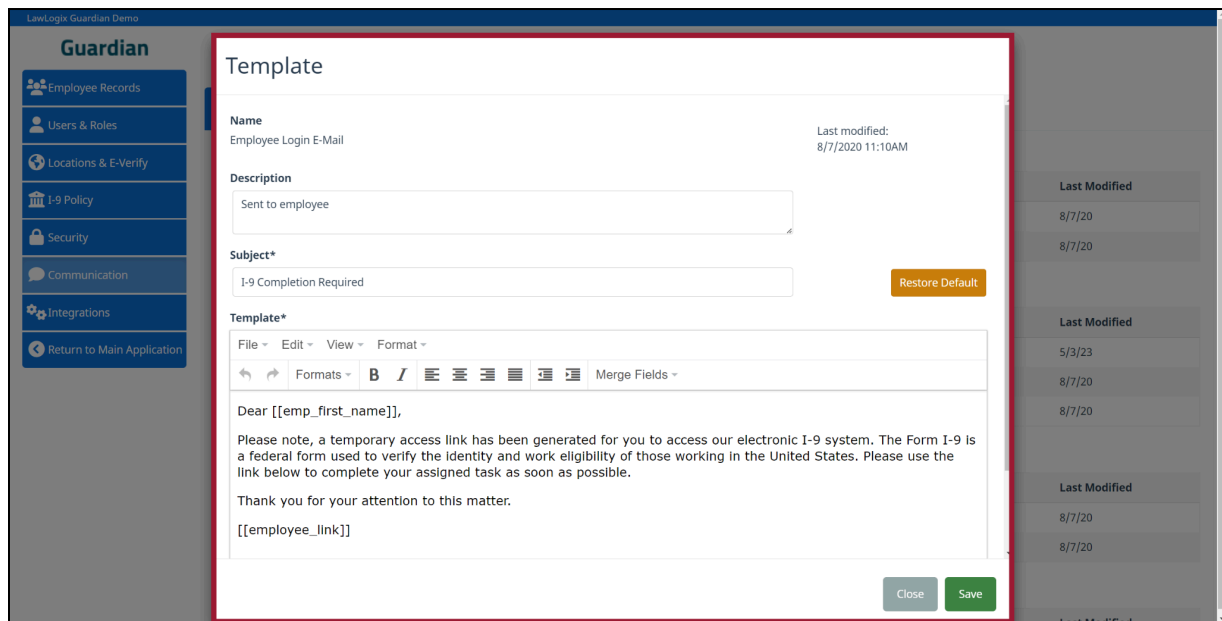 LawLogix Guardian Demo
Guardian
Employee Records
Users & Roles
Locations & E-Verify
I-9 Policy
Security
Communication
Integrations
Return to Main Application
Template
Name
Employee Login E-Mail
Last modified:
8/7/2020 11:10AM
Description
Sent to employee
Subject*
I-9 Completion Required
Restore Default
Template*
File Edit View Format
Formats B I Merge Fields
Dear [[emp_first_name]],
Please note, a temporary access link has been generated for you to access our electronic I-9 system. The Form I-9 is
a federal form used to verify the identity and work eligibility of those working in the United States. Please use the
link below to complete your assigned task as soon as possible.
Thank you for your attention to this matter.
[[employee_link]]
Close Save
Last Modified
8/7/20
8/7/20
Last Modified
5/3/23
8/7/20
8/7/20
Last Modified
8/7/20
8/7/20
Last Modified